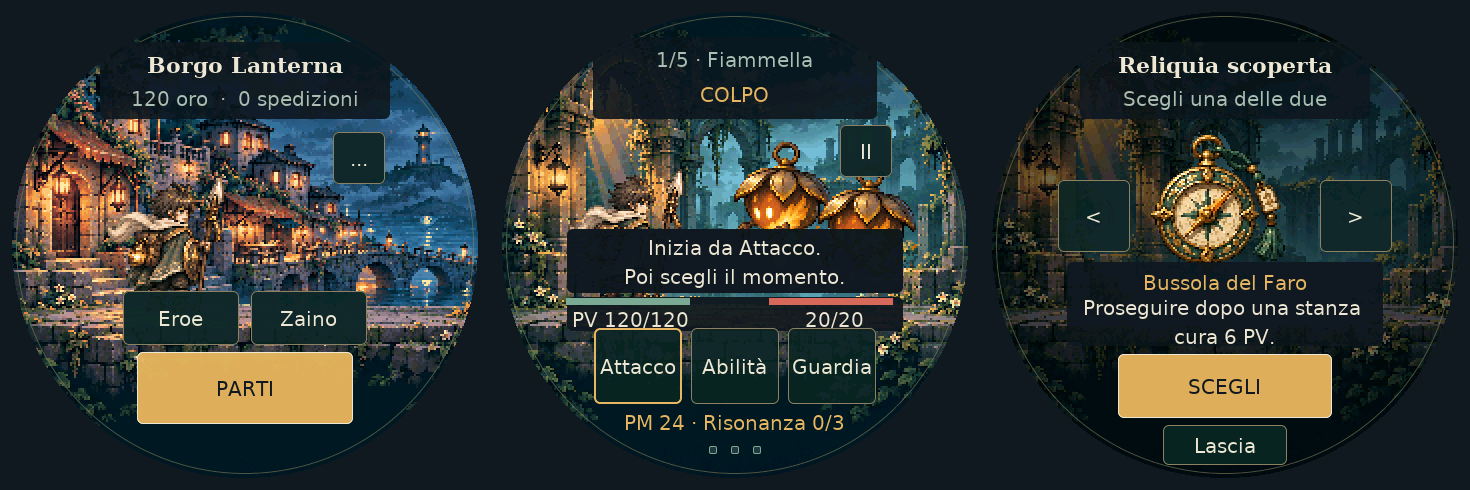 Borgo Lanterna
120 oro · 0 spedizioni
...
Eroe
Zaino
PARTI
1/5 · Fiammella
COLPO
II
Inizia da Attacco.
Poi scegli il momento.
PV 120/120
20/20
Attacco
Abilità
Guardia
PM 24 · Risonanza 0/3
Reliquia scoperta
Scegli una delle due
<
>
Bussola del Faro
Proseguire dopo una stanza
cura 6 PV.
SCEGLI
Lascia